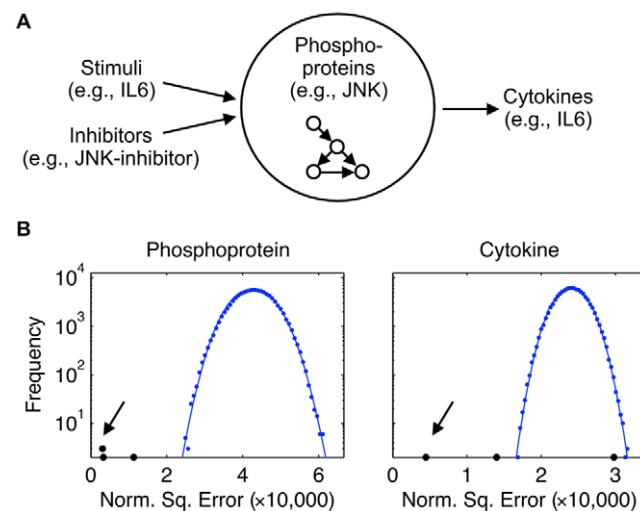 A
Stimuli
(e.g., IL6)
Inhibitors
(e.g., JNK-inhibitor)
Phospho-
proteins
(e.g., JNK)
Cytokines
(e.g., IL6)
B
Phosphoprotein
Frequency
10^4
10^3
10^2
10^1
0 2 4 6
Norm. Sq. Error (×10,000)
Cytokine
0 1 2 3
Norm. Sq. Error (×10,000)